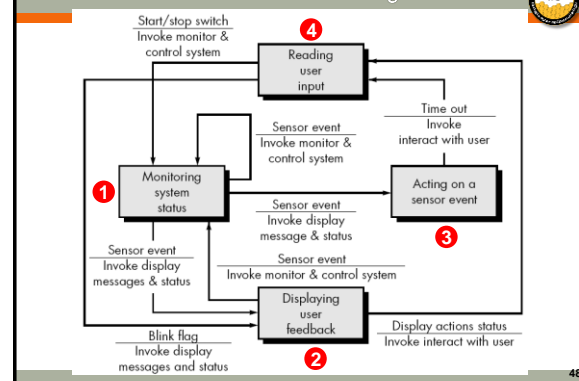 Start/stop switch
Invoke monitor &
control system
4
Reading
user
input
Time out
Invoke
interact with user
Sensor event
Invoke monitor &
control system
1
Monitoring
system
status
Acting on a
sensor event
3
Sensor event
Invoke display
message & status
Sensor event
Invoke display
messages & status
Sensor event
Invoke monitor & control system
Displaying
user
feedback
2
Blink flag
Invoke display
messages and status
Display actions status
Invoke interact with user
48